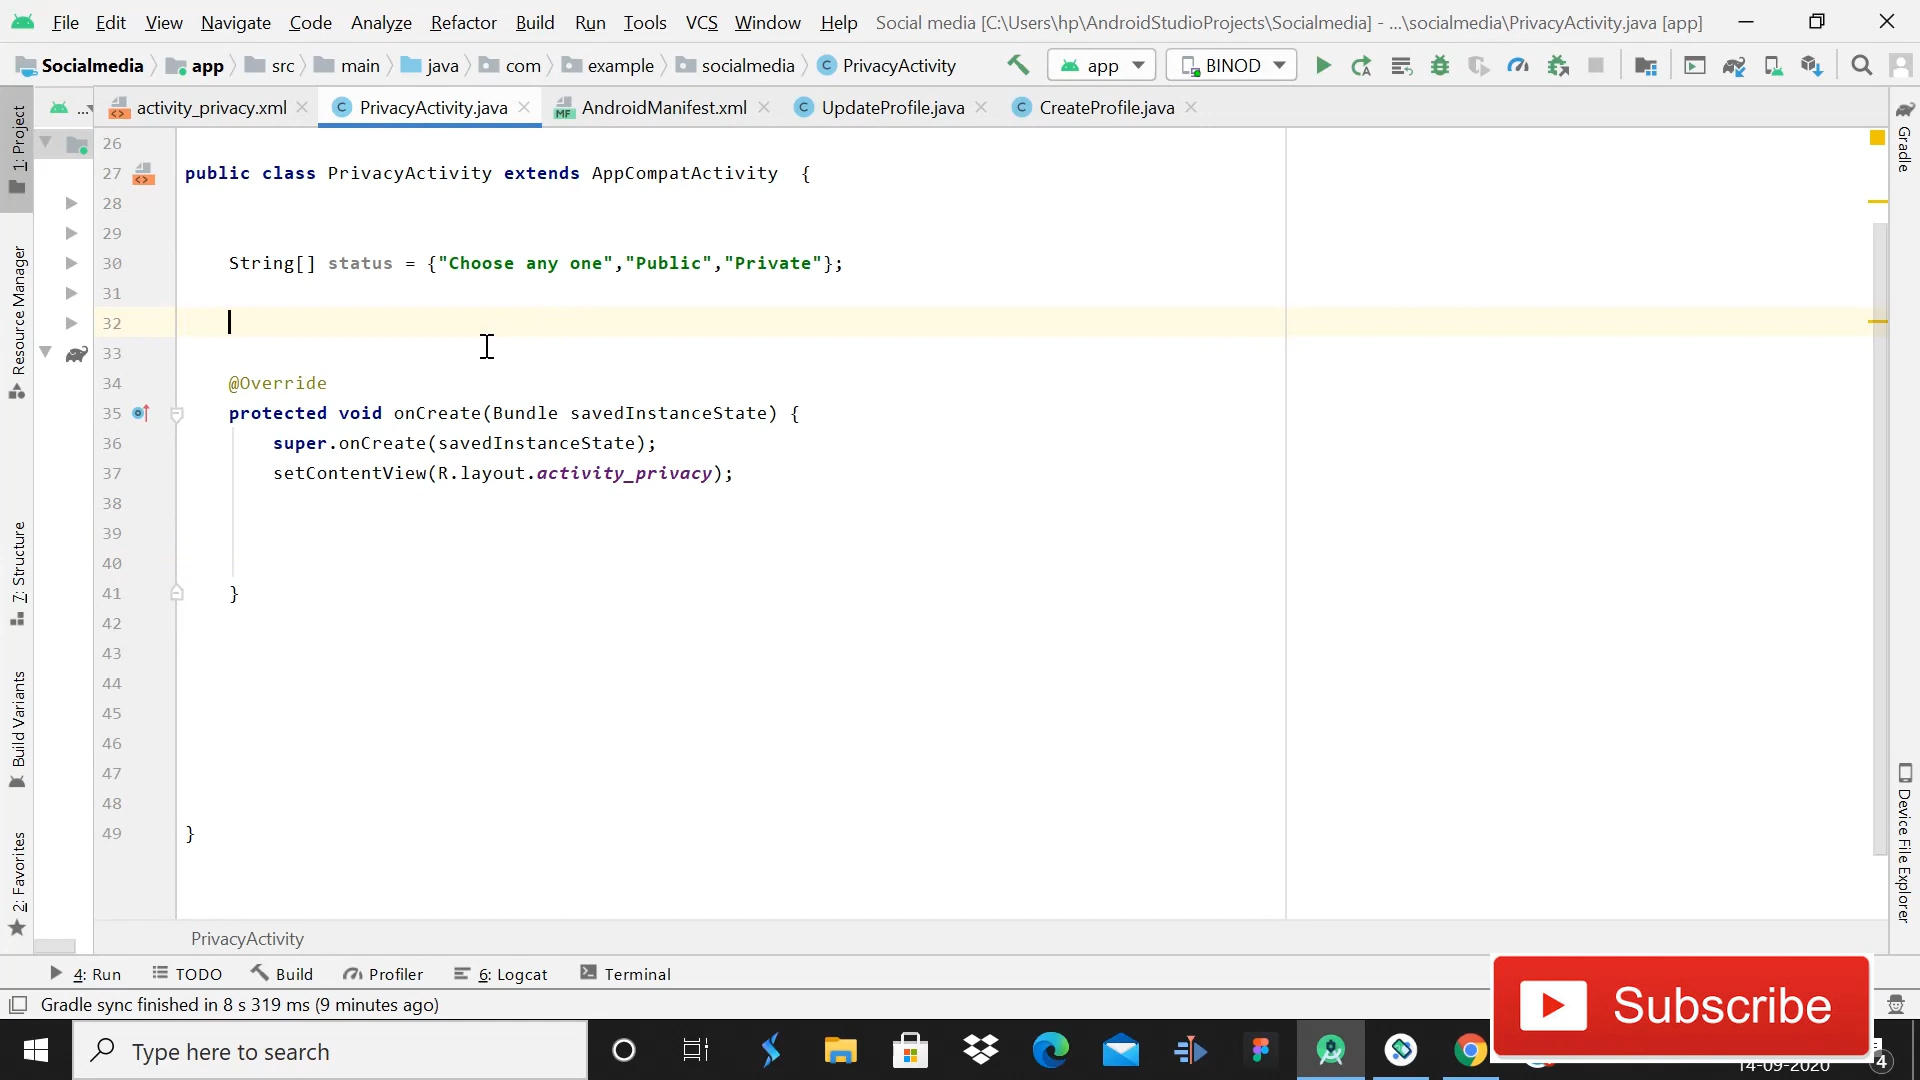 File Edit View Navigate Code Analyze Refactor Build Run Tools VCS Window Help Social media [C:\Users\hp\AndroidStudioProjects\Socialmedia] - ...\socialmedia\PrivacyActivity.java [app]
Socialmedia app src main java com example socialmedia PrivacyActivity app BINOD
... activity_privacy.xml PrivacyActivity.java AndroidManifest.xml UpdateProfile.java CreateProfile.java
1: Project
Resource Manager
7: Structure
Build Variants
2: Favorites
Gradle
Device File Explorer
26
27 public class PrivacyActivity extends AppCompatActivity {
28
29
30 String[] status = {"Choose any one","Public","Private"};
31
32
33
34 @Override
35 protected void onCreate(Bundle savedInstanceState) {
36 super.onCreate(savedInstanceState);
37 setContentView(R.layout.activity_privacy);
38
39
40
41 }
42
43
44
45
46
47
48
49 }
PrivacyActivity
4: Run TODO Build Profiler 6: Logcat Terminal
Gradle sync finished in 8 s 319 ms (9 minutes ago)
Subscribe
Type here to search
14-09-2020
4